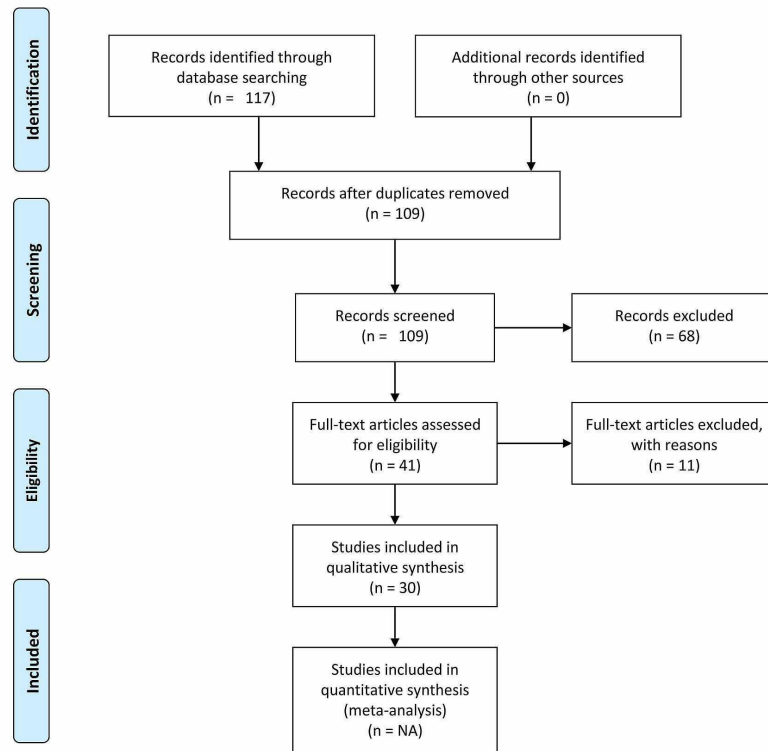 Identification
Records identified through
database searching
(n = 117)
Additional records identified
through other sources
(n = 0)
Records after duplicates removed
(n = 109)
Screening
Records screened
(n = 109)
Records excluded
(n = 68)
Eligibility
Full-text articles assessed
for eligibility
(n = 41)
Full-text articles excluded,
with reasons
(n = 11)
Studies included in
qualitative synthesis
(n = 30)
Included
Studies included in
quantitative synthesis
(meta-analysis)
(n = NA)